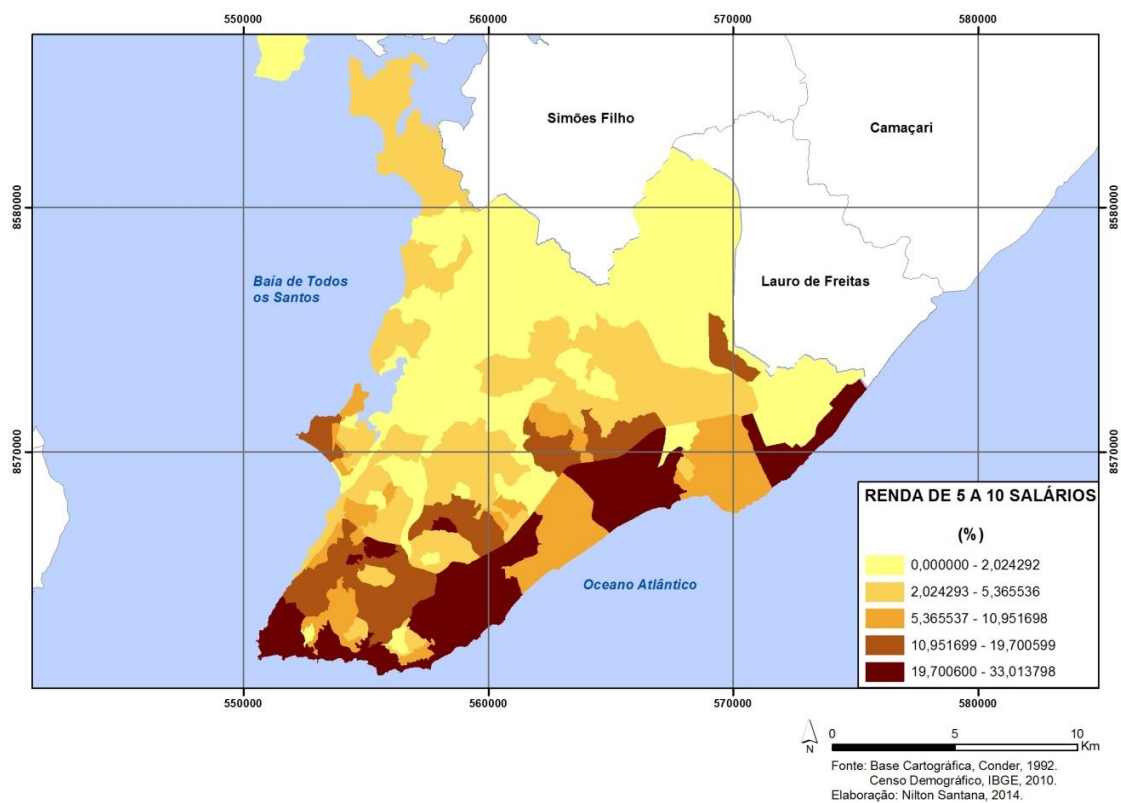 550000 560000 570000 580000
Simões Filho
Camaçari
8580000 8580000
Baía de Todos
os Santos
Lauro de Freitas
8570000 8570000
RENDA DE 5 A 10 SALÁRIOS
(%)
0,000000 - 2,024292
2,024293 - 5,365536
5,365537 - 10,951698
10,951699 - 19,700599
19,700600 - 33,013798
Oceano Atlântico
550000 560000 570000 580000
N
0 5 10
Km
Fonte: Base Cartográfica, Conder, 1992.
Censo Demográfico, IBGE, 2010.
Elaboração: Nilton Santana, 2014.